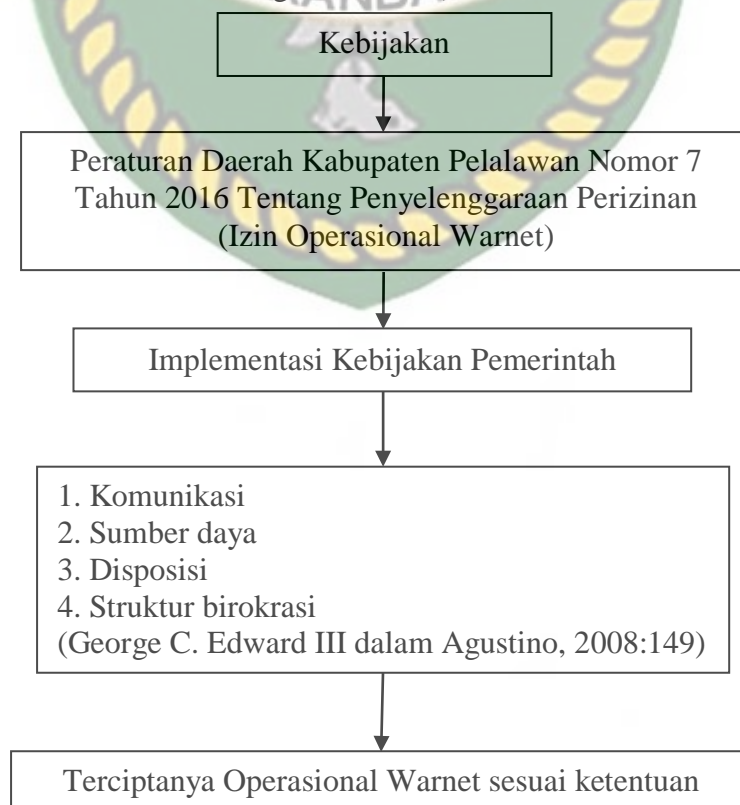 Kebijakan
Peraturan Daerah Kabupaten Pelalawan Nomor 7
Tahun 2016 Tentang Penyelenggaraan Perizinan
(Izin Operasional Warnet)
Implementasi Kebijakan Pemerintah
1. Komunikasi
2. Sumber daya
3. Disposisi
4. Struktur birokrasi
(George C. Edward III dalam Agustino, 2008:149)
Terciptanya Operasional Warnet sesuai ketentuan